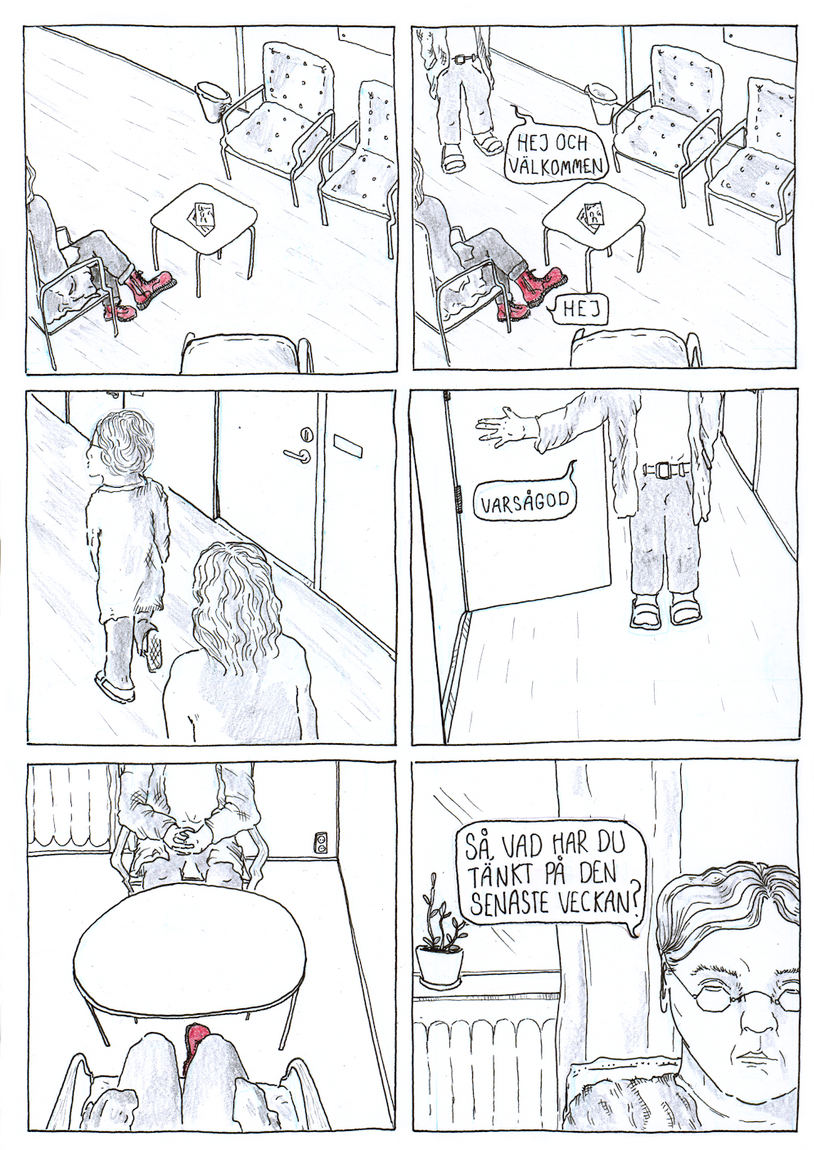 HEJ OCH
VÄLKOMMEN
HEJ
VARSÅGOD
SÅ, VAD HAR DU
TÄNKT PÅ DEN
SENASTE VECKAN?